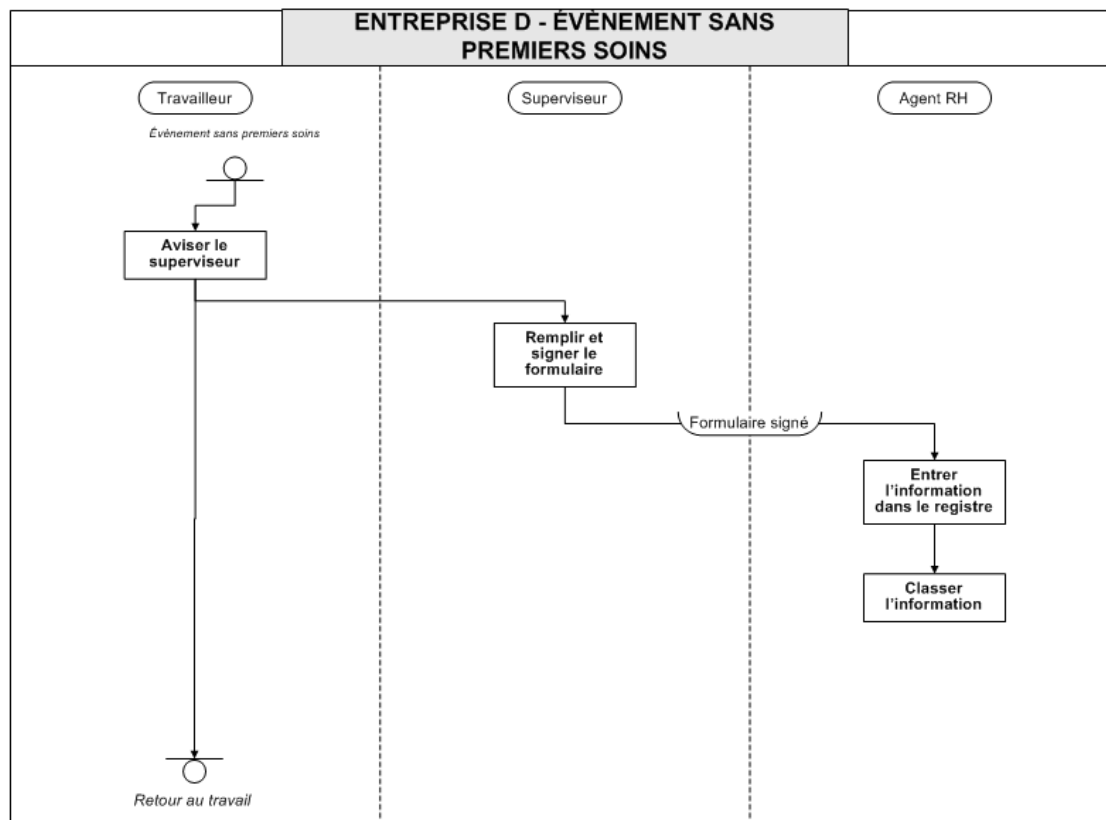 ENTREPRISE D - ÉVÈNEMENT SANS
PREMIERS SOINS
Travailleur
Superviseur
Agent RH
Évènement sans premiers soins
Aviser le
superviseur
Remplir et
signer le
formulaire
Formulaire signé
Entrer
l'information
dans le registre
Classer
l'information
Retour au travail